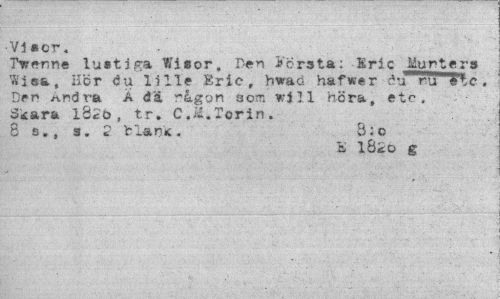 Visor.
Twenne lustiga Wisor. Den Första: Eric Munters
Wisa, Hör du lille Eric, hwad hafwer du nu etc.
Den Andra Ä dä någon som will höra, etc.
Skara 1826, tr. C.M.Torin.
8 s., s. 2 blank. 8:o
E 1826 g